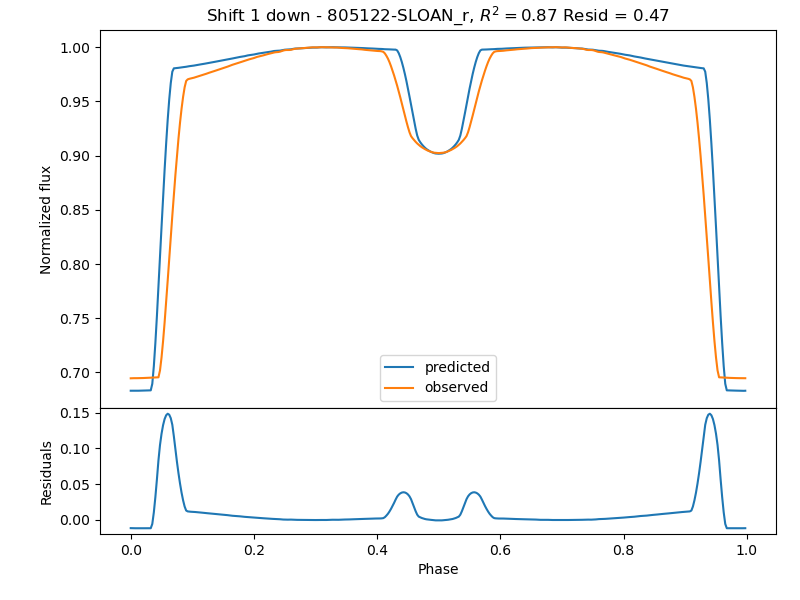 Shift 1 down - 805122-SLOAN_r, $R^2 = 0.87$ Resid = 0.47
1.00
0.95
0.90
0.85
0.80
0.75
0.70
Normalized flux
predicted
observed
0.15
0.10
0.05
0.00
Residuals
0.0 0.2 0.4 0.6 0.8 1.0
Phase